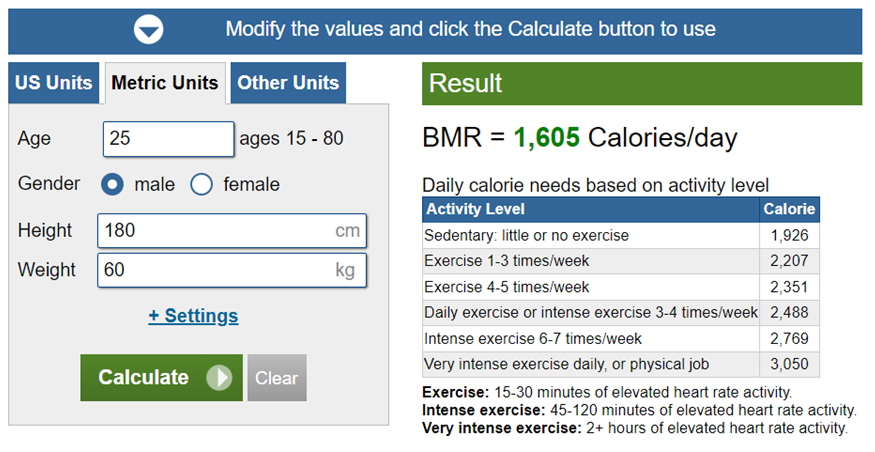 Modify the values and click the Calculate button to use
US Units Metric Units Other Units
Age 25 ages 15 - 80
Gender male female
Height 180 cm
Weight 60 kg
+ Settings
Calculate Clear
Result
BMR = 1,605 Calories/day
Daily calorie needs based on activity level
Activity Level Calorie
Sedentary: little or no exercise 1,926
Exercise 1-3 times/week 2,207
Exercise 4-5 times/week 2,351
Daily exercise or intense exercise 3-4 times/week 2,488
Intense exercise 6-7 times/week 2,769
Very intense exercise daily, or physical job 3,050
Exercise: 15-30 minutes of elevated heart rate activity.
Intense exercise: 45-120 minutes of elevated heart rate activity.
Very intense exercise: 2+ hours of elevated heart rate activity.